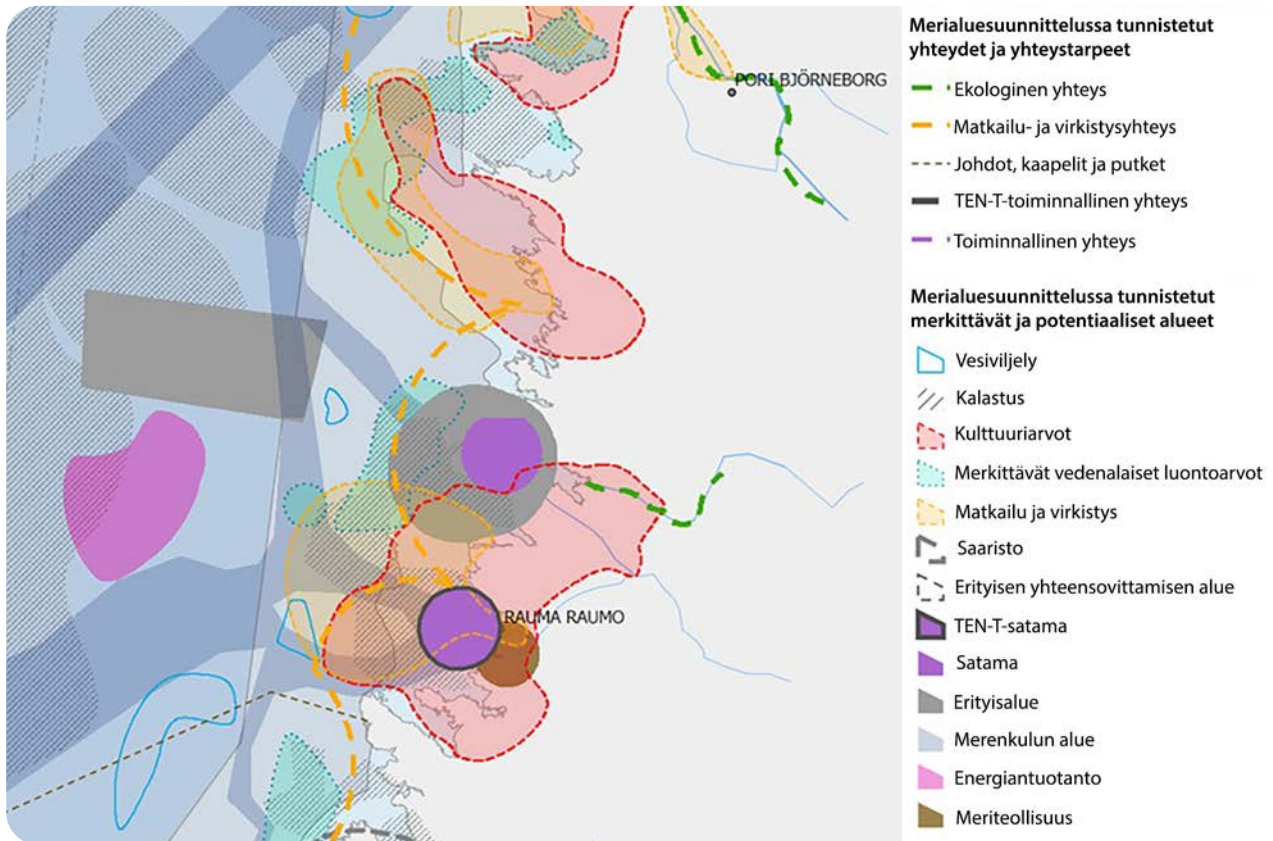 PORI BJÖRNEBORG
RAUMA RAUMO
Merialuesuunnittelussa tunnistetut
yhteydet ja yhteystarpeet
Ekologinen yhteys
Matkailu- ja virkistysyhteys
Johdot, kaapelit ja putket
TEN-T-toiminnallinen yhteys
Toiminnallinen yhteys
Merialuesuunnittelussa tunnistetut
merkittävät ja potentiaaliset alueet
Vesiviljely
Kalastus
Kulttuuriarvot
Merkittävät vedenalaiset luontoarvot
Matkailu ja virkistys
Saaristo
Erityisen yhteensovittamisen alue
TEN-T-satama
Satama
Erityisalue
Merenkulun alue
Energiantuotanto
Meriteollisuus